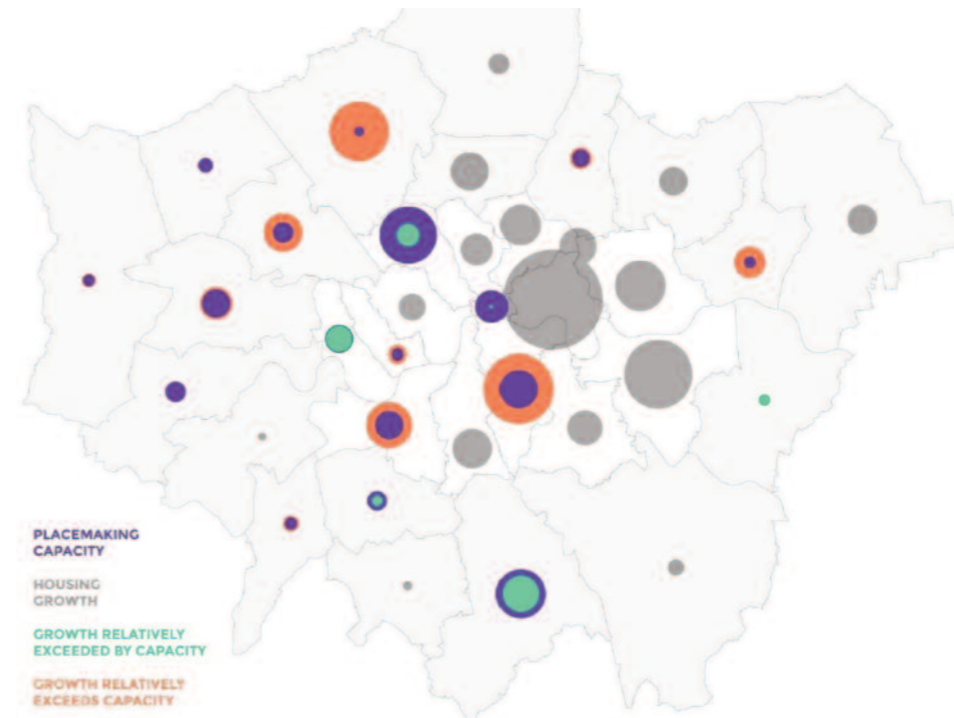 PLACEMAKING
CAPACITY
HOUSING
GROWTH
GROWTH RELATIVELY
EXCEEDED BY CAPACITY
GROWTH RELATIVELY
EXCEEDS CAPACITY